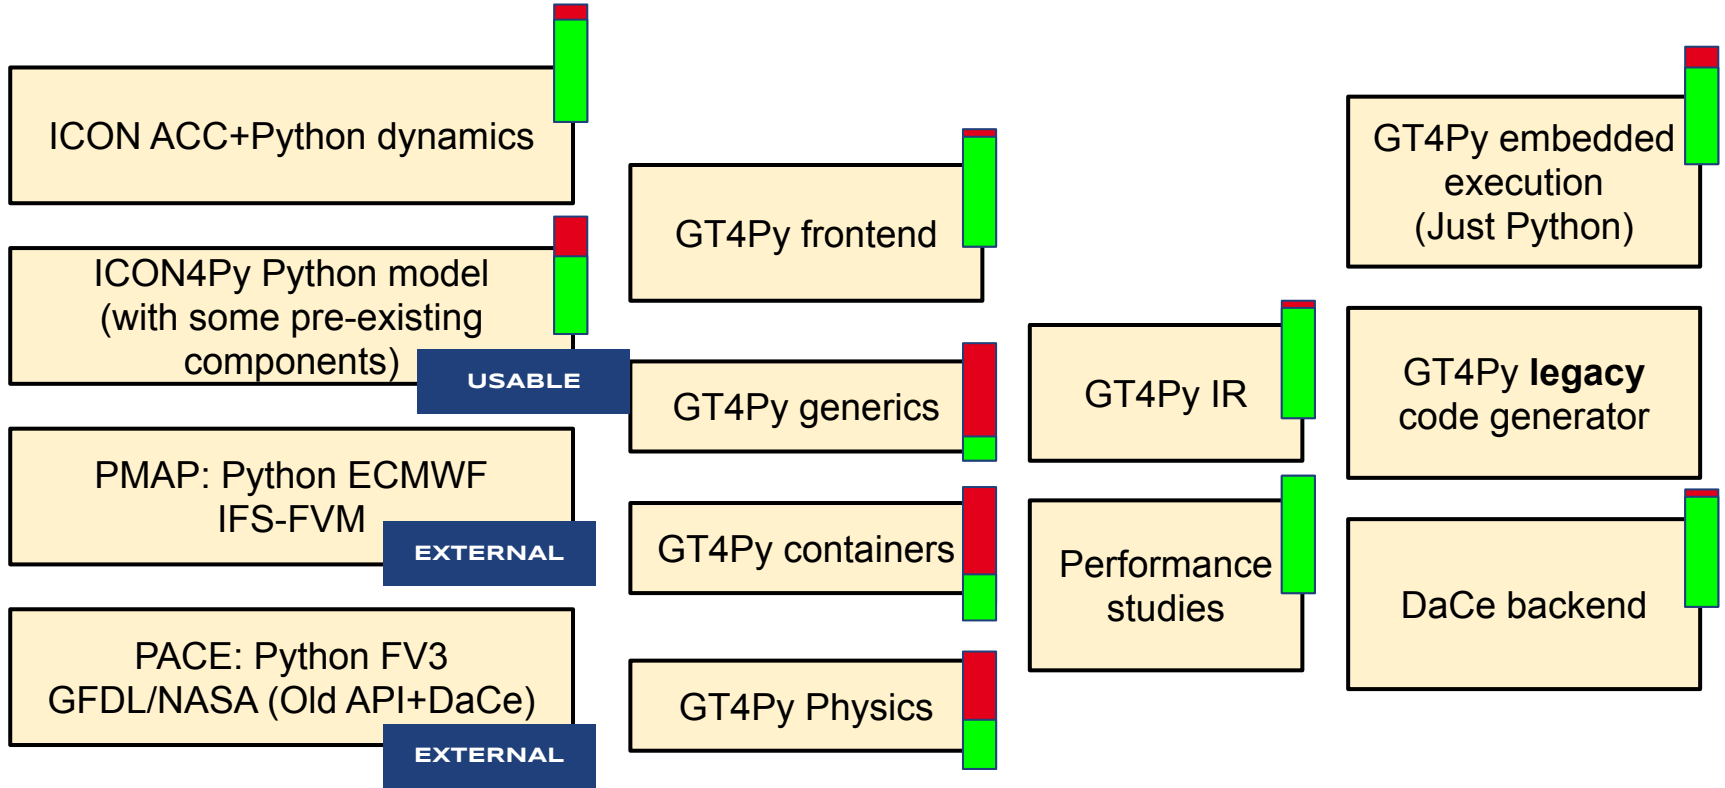 ICON ACC+Python dynamics
ICON4Py Python model
(with some pre-existing
components)
USABLE
PMAP: Python ECMWF
IFS-FVM
EXTERNAL
PACE: Python FV3
GFDL/NASA (Old API+DaCe)
EXTERNAL
GT4Py frontend
GT4Py generics
GT4Py containers
GT4Py Physics
GT4Py IR
Performance
studies
GT4Py embedded
execution
(Just Python)
GT4Py legacy
code generator
DaCe backend